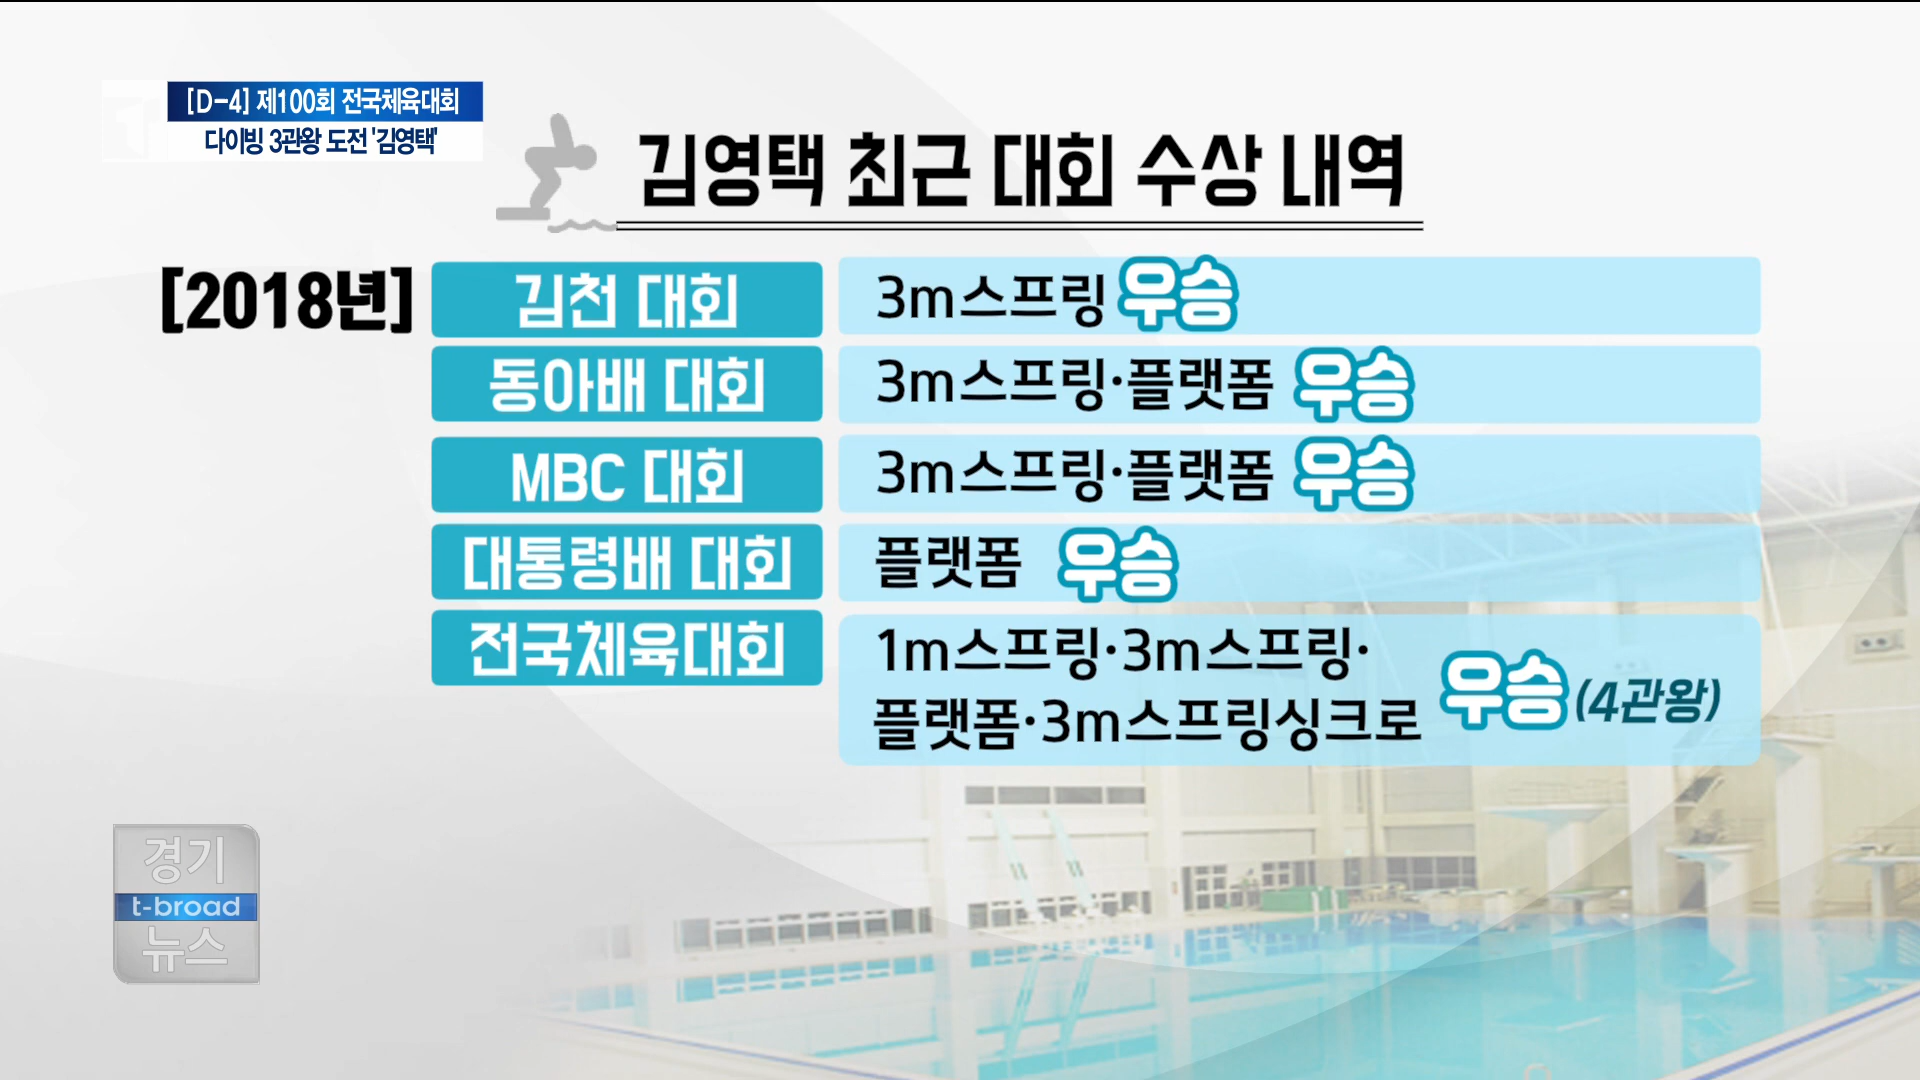 [D-4] 제100회 전국체육대회
다이빙 3관왕 도전 '김영택'
김영택 최근 대회 수상 내역
[2018년] 김천 대회 3m스프링 우승
동아배 대회 3m스프링·플랫폼 우승
MBC 대회 3m스프링·플랫폼 우승
대통령배 대회 플랫폼 우승
전국체육대회 1m스프링·3m스프링·
플랫폼·3m스프링싱크로 우승 (4관왕)
경기
t-broad
뉴스